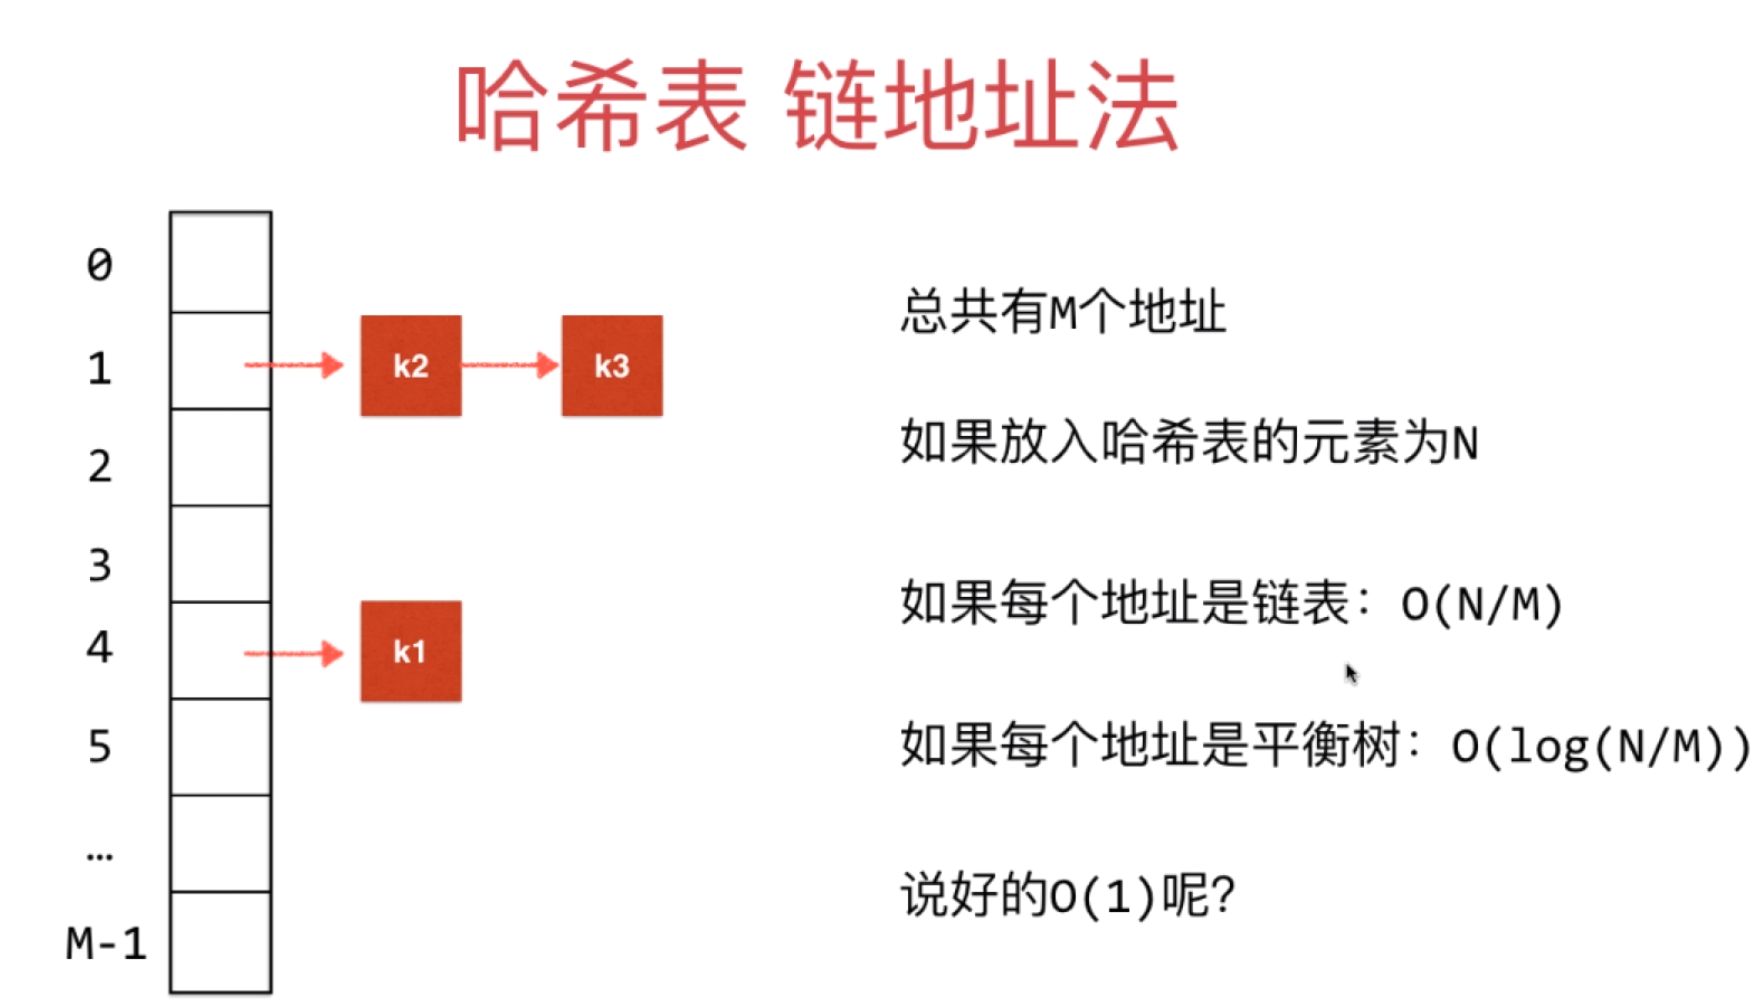 哈希表 链地址法
0
1
k2
k3
2
3
4
k1
5
…
M-1
总共有M个地址
如果放入哈希表的元素为N
如果每个地址是链表：O(N/M)
如果每个地址是平衡树：O(log(N/M))
说好的O(1)呢？